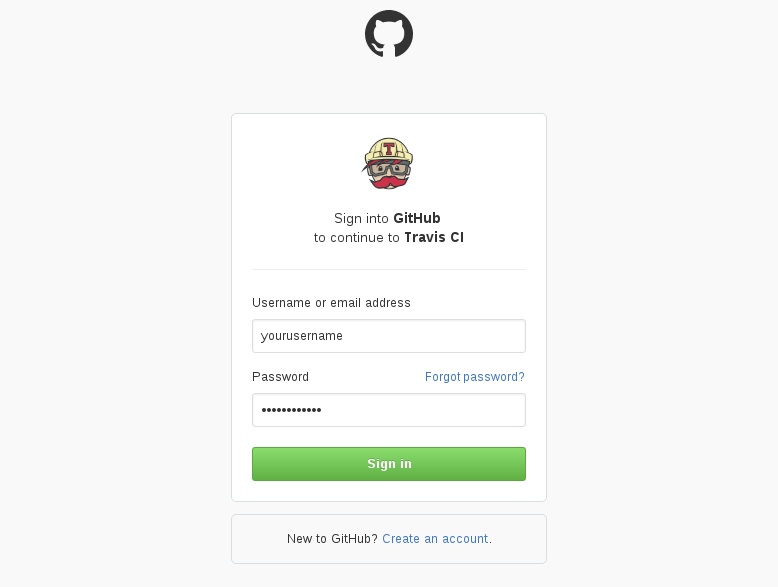 T
Sign into GitHub
to continue to Travis CI
Username or email address
yourusername
Password Forgot password?
••••••••••••
Sign in
New to GitHub? Create an account.